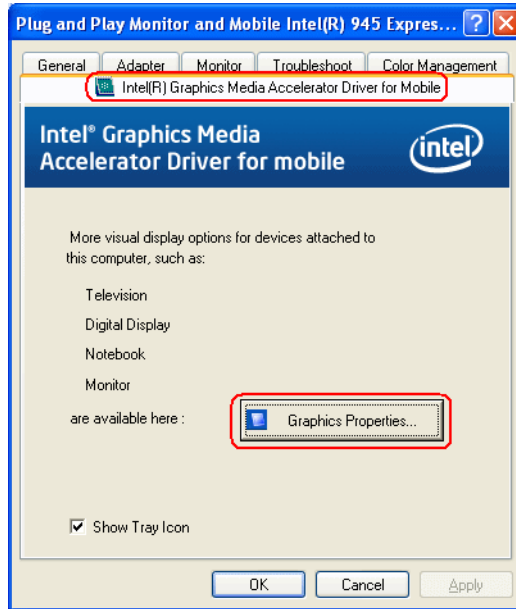 Plug and Play Monitor and Mobile Intel(R) 945 Expres...
General Adapter Monitor Troubleshoot Color Management
Intel(R) Graphics Media Accelerator Driver for Mobile
Intel® Graphics Media
Accelerator Driver for mobile
intel
More visual display options for devices attached to
this computer, such as:
Television
Digital Display
Notebook
Monitor
are available here :
Graphics Properties...
Show Tray Icon
OK Cancel Apply